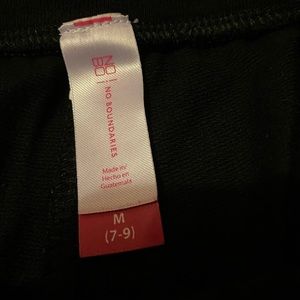 NO!
BO
NO BOUNDARIES
Made in/
Hecho en
Guatemala
M
(7-9)